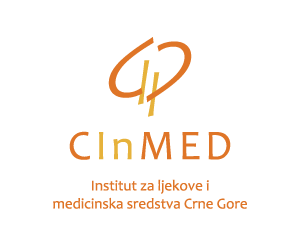 CInMED
Institut za ljekove i
medicinska sredstva Crne Gore